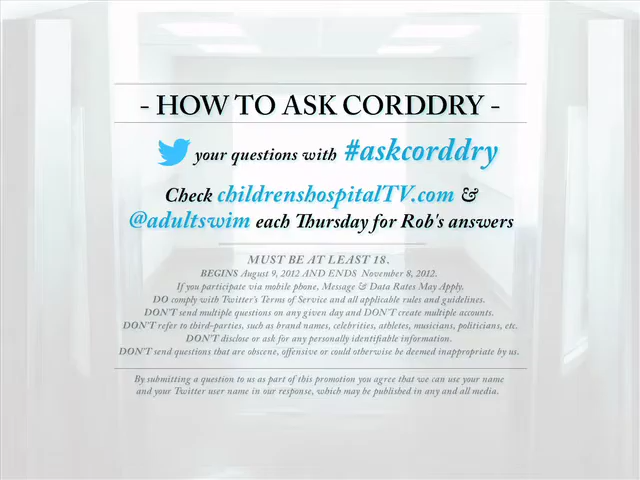 - HOW TO ASK CORDDRY -
your questions with #askcorddry
Check childrenshospitalTV.com &
@adultswim each Thursday for Rob's answers
MUST BE AT LEAST 18.
BEGINS August 9, 2012 AND ENDS November 8, 2012.
If you participate via mobile phone, Message & Data Rates May Apply.
DO comply with Twitter's Terms of Service and all applicable rules and guidelines.
DON'T send multiple questions on any given day and DON'T create multiple accounts.
DON'T refer to third-parties, such as brand names, celebrities, athletes, musicians, politicians, etc.
DON'T disclose or ask for any personally identifiable information.
DON'T send questions that are obscene, offensive or could otherwise be deemed inappropriate by us.
By submitting a question to us as part of this promotion you agree that we can use your name
and your Twitter user name in our response, which may be published in any and all media.